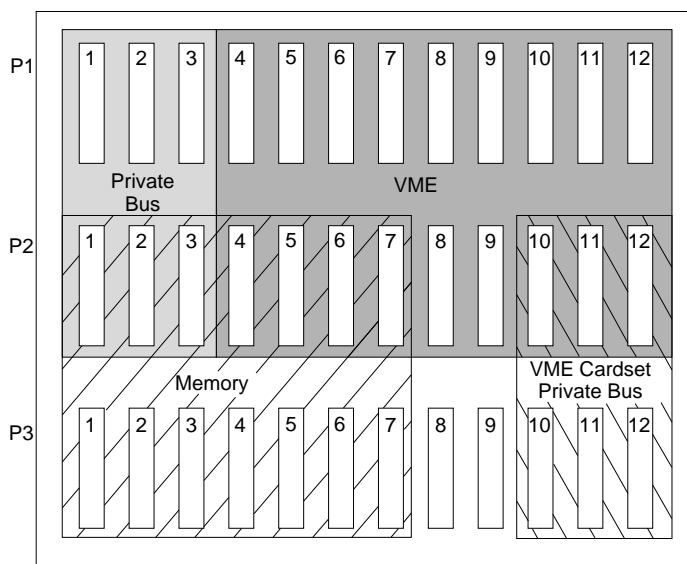 P1
1 2 3 4 5 6 7 8 9 10 11 12
Private
Bus
VME
P2
1 2 3 4 5 6 7 8 9 10 11 12
Memory
VME Cardset
Private Bus
P3
1 2 3 4 5 6 7 8 9 10 11 12